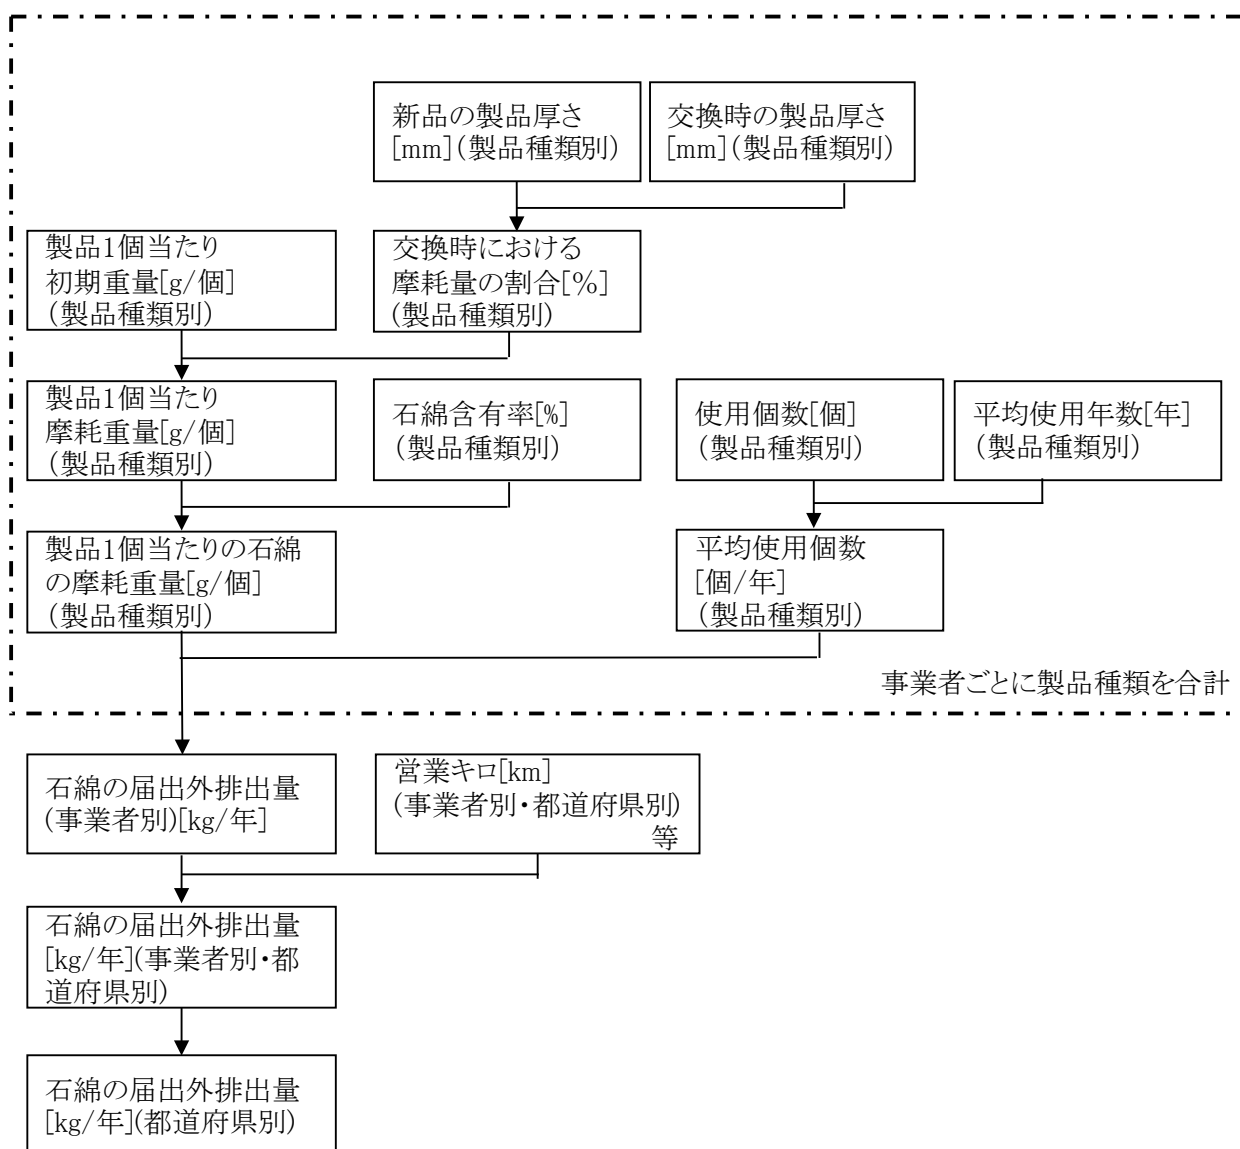 新品の製品厚さ
[mm](製品種類別)
交換時の製品厚さ
[mm](製品種類別)
製品1個当たり
初期重量[g/個]
(製品種類別)
交換時における
摩耗量の割合[%]
(製品種類別)
製品1個当たり
摩耗重量[g/個]
(製品種類別)
石綿含有率[%]
(製品種類別)
使用個数[個]
(製品種類別)
平均使用年数[年]
(製品種類別)
製品1個当たりの石綿
の摩耗重量[g/個]
(製品種類別)
平均使用個数
[個/年]
(製品種類別)
事業者ごとに製品種類を合計
石綿の届出外排出量
(事業者別)[kg/年]
営業キロ[km]
(事業者別・都道府県別)
等
石綿の届出外排出量
[kg/年](事業者別・都
道府県別)
石綿の届出外排出量
[kg/年](都道府県別)